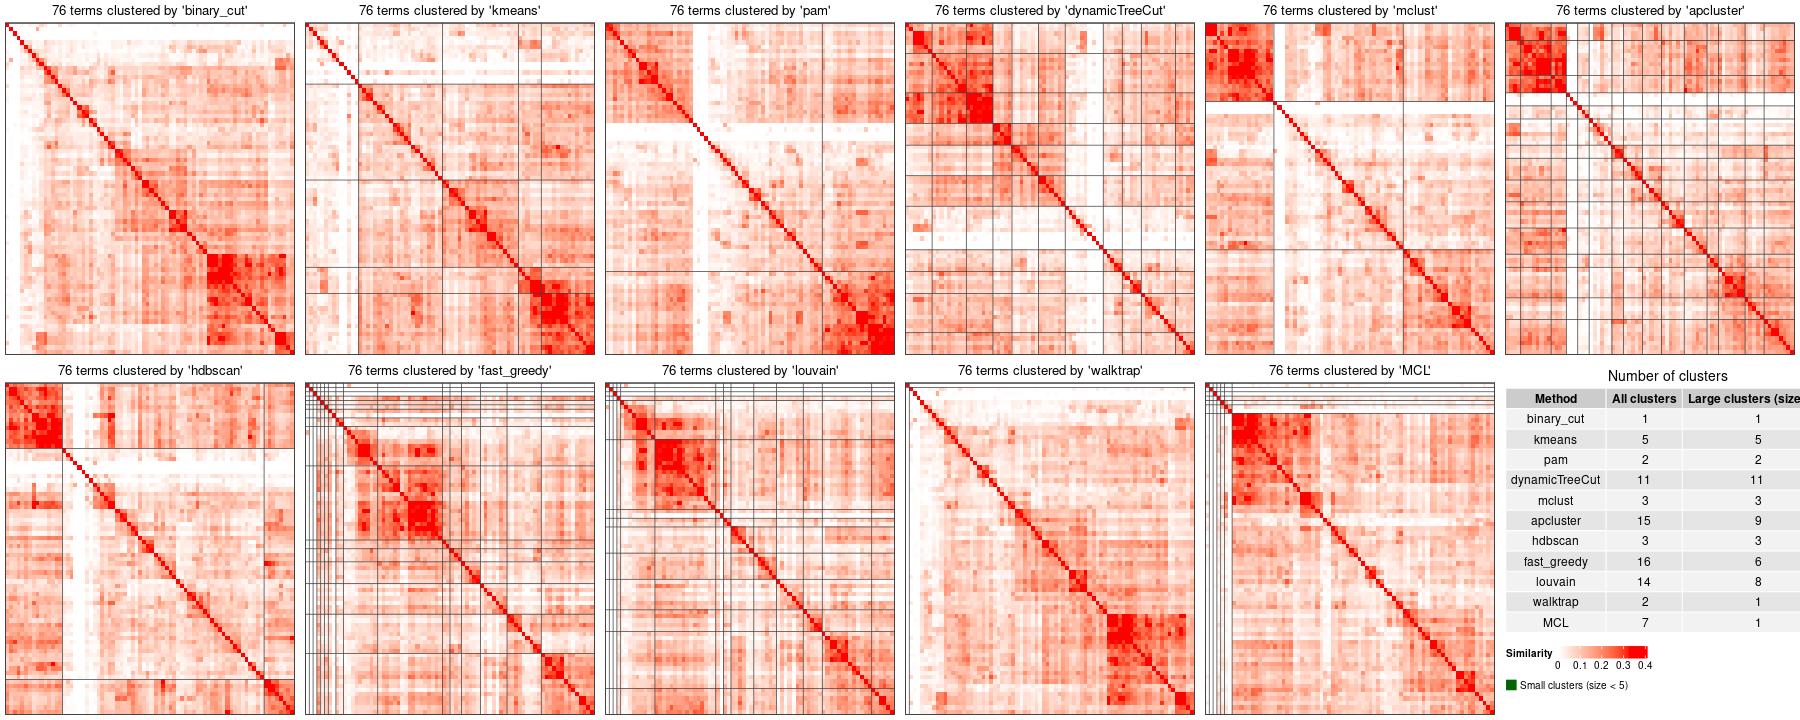 76 terms clustered by 'binary_cut'
76 terms clustered by 'kmeans'
76 terms clustered by 'pam'
76 terms clustered by 'dynamicTreeCut'
76 terms clustered by 'mclust'
76 terms clustered by 'apcluster'
76 terms clustered by 'hdbscan'
76 terms clustered by 'fast_greedy'
76 terms clustered by 'louvain'
76 terms clustered by 'walktrap'
76 terms clustered by 'MCL'
Number of clusters
Method All clusters Large clusters (size
binary_cut 1 1
kmeans 5 5
pam 2 2
dynamicTreeCut 11 11
mclust 3 3
apcluster 15 9
hdbscan 3 3
fast_greedy 16 6
louvain 14 8
walktrap 2 1
MCL 7 1
Similarity
0 0.1 0.2 0.3 0.4
Small clusters (size < 5)